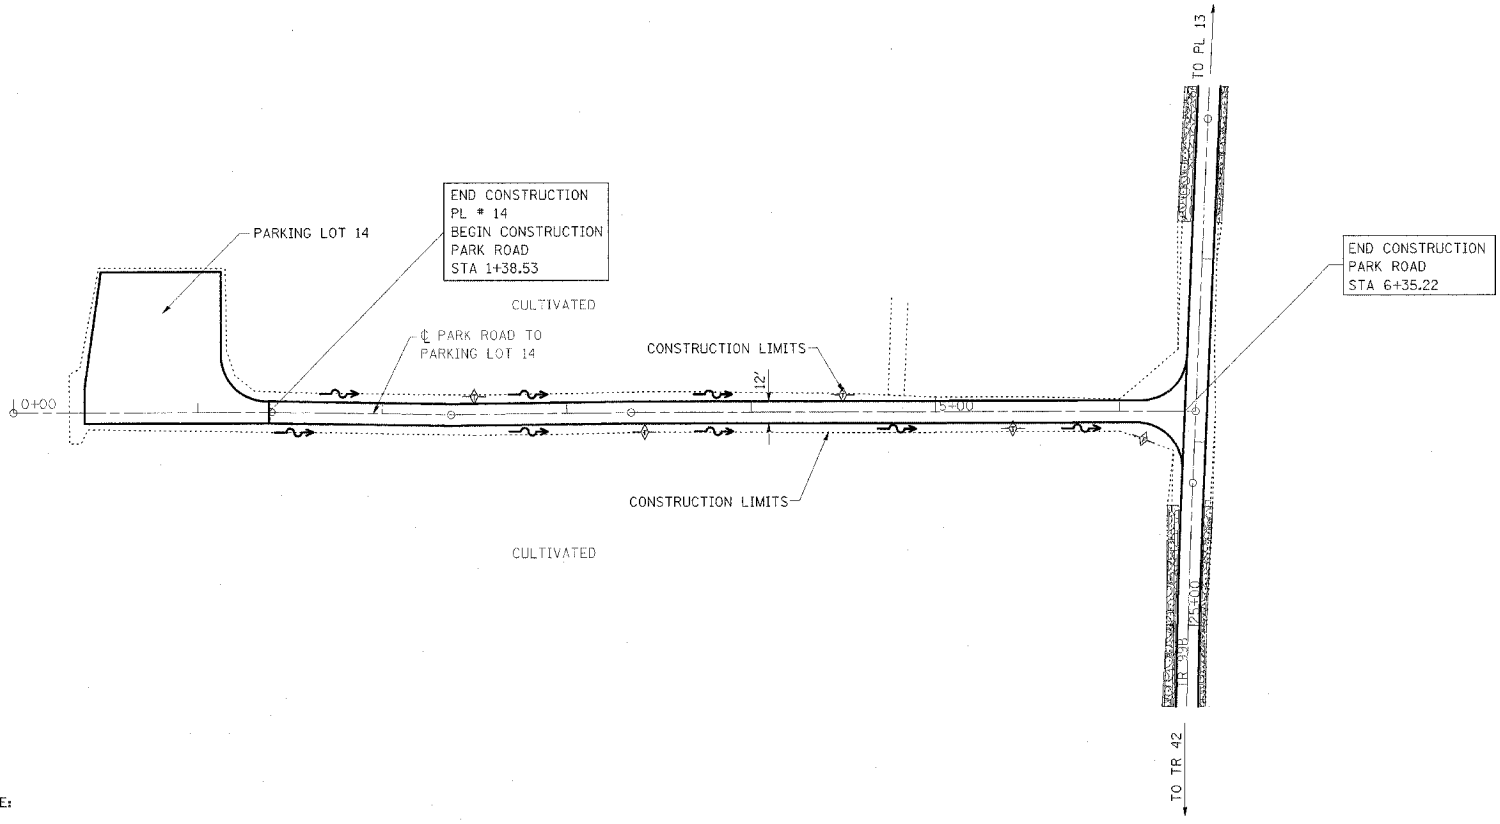 TO PL 13
END CONSTRUCTION
PL # 14
BEGIN CONSTRUCTION
PARK ROAD
STA 1+38.53
PARKING LOT 14
END CONSTRUCTION
PARK ROAD
STA 6+35.22
CULTIVATED
℄ PARK ROAD TO
PARKING LOT 14
CONSTRUCTION LIMITS
12'
0+00
5+00
CONSTRUCTION LIMITS
CULTIVATED
25+00
TR 99B
TO TR 42
E: